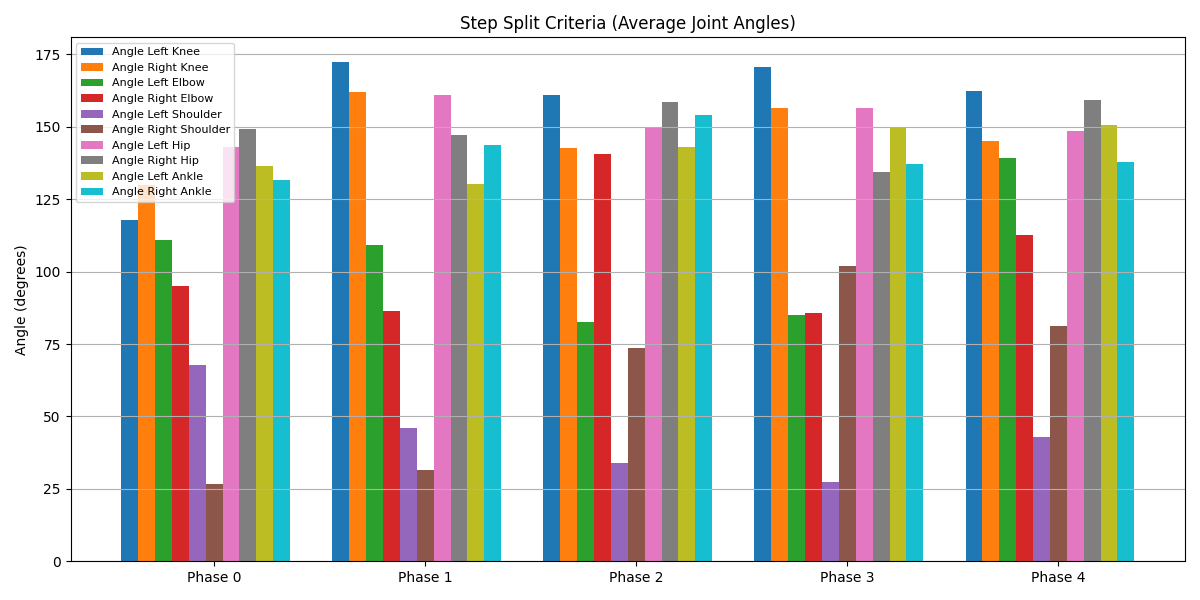 Step Split Criteria (Average Joint Angles)
Angle (degrees)
175
150
125
100
75
50
25
0
Angle Left Knee
Angle Right Knee
Angle Left Elbow
Angle Right Elbow
Angle Left Shoulder
Angle Right Shoulder
Angle Left Hip
Angle Right Hip
Angle Left Ankle
Angle Right Ankle
Phase 0 Phase 1 Phase 2 Phase 3 Phase 4